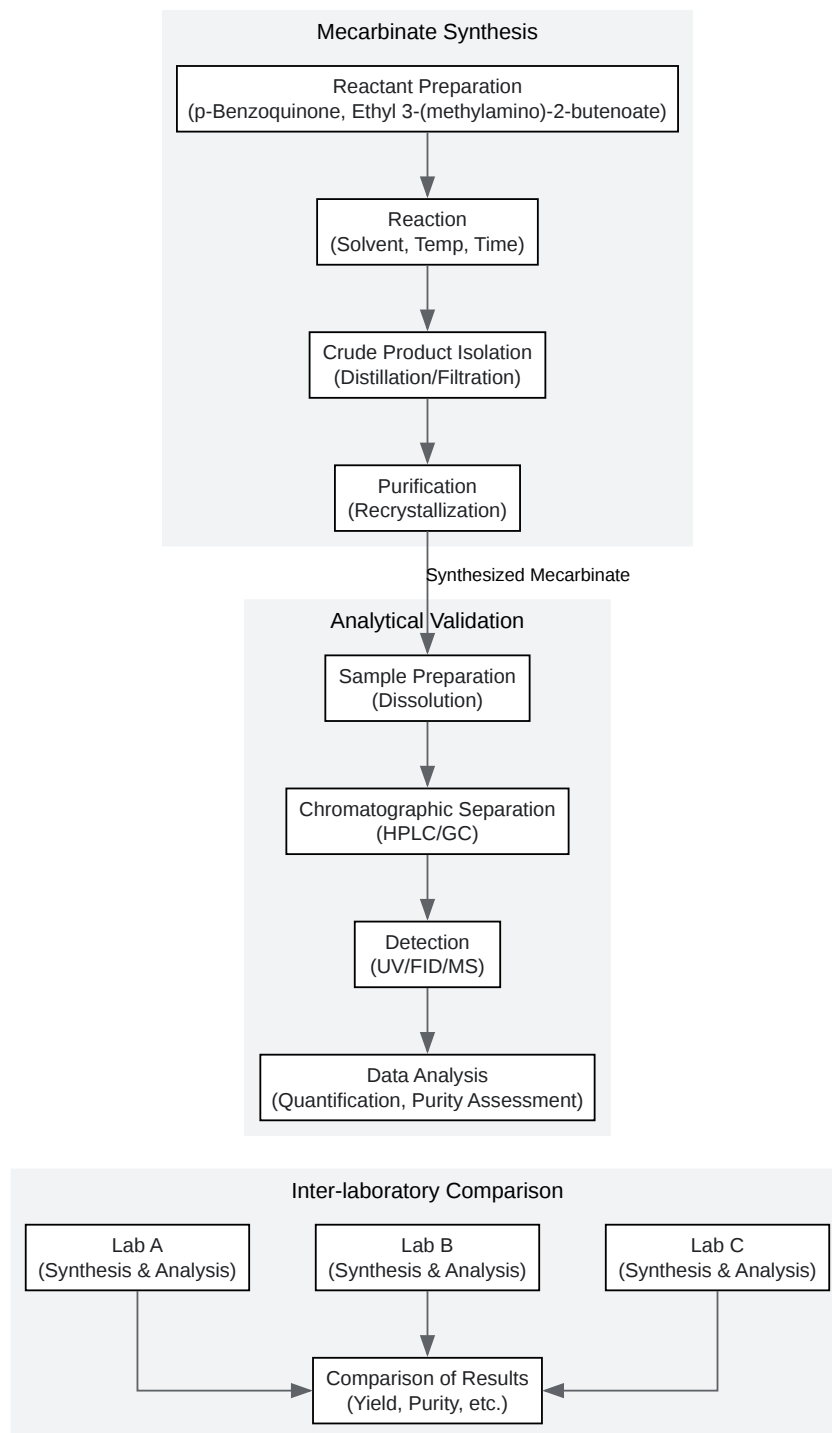 Mecarbinate Synthesis
Reactant Preparation
(p-Benzoquinone, Ethyl 3-(methylamino)-2-butenoate)
Reaction
(Solvent, Temp, Time)
Crude Product Isolation
(Distillation/Filtration)
Purification
(Recrystallization)
Synthesized Mecarbinate
Analytical Validation
Sample Preparation
(Dissolution)
Chromatographic Separation
(HPLC/GC)
Detection
(UV/FID/MS)
Data Analysis
(Quantification, Purity Assessment)
Inter-laboratory Comparison
Lab A
(Synthesis & Analysis)
Lab B
(Synthesis & Analysis)
Lab C
(Synthesis & Analysis)
Comparison of Results
(Yield, Purity, etc.)